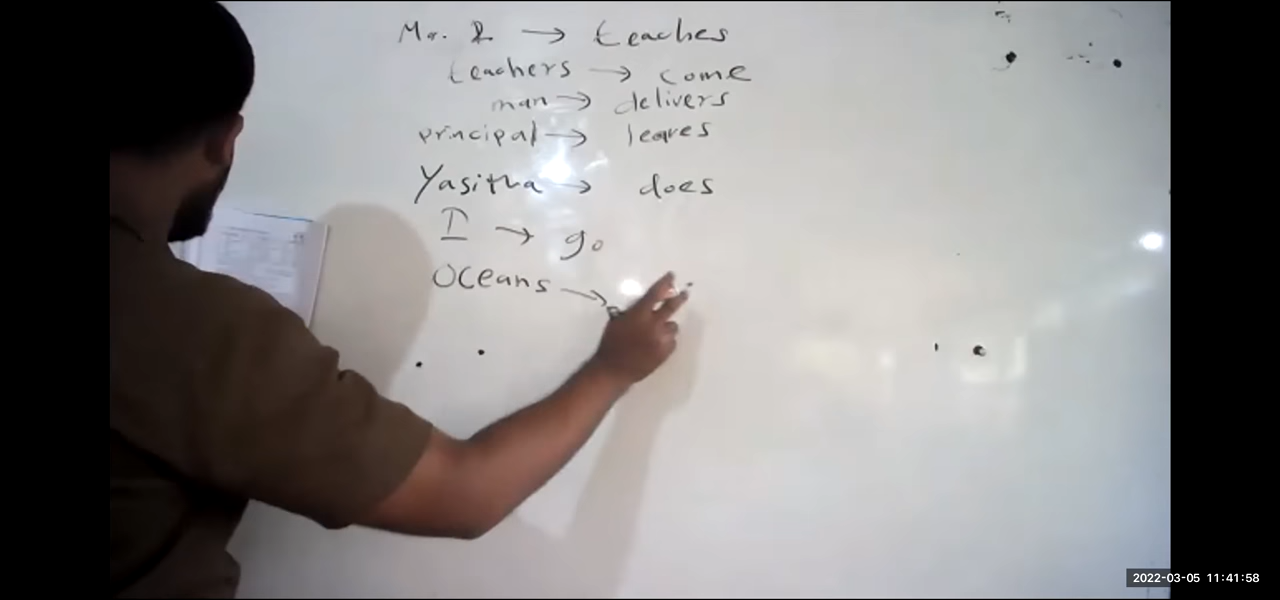 Mr. R → teaches
teachers → come
man → delivers
principal → leaves
Yasitha → does
I → go
Oceans →
2022-03-05 11:41:58